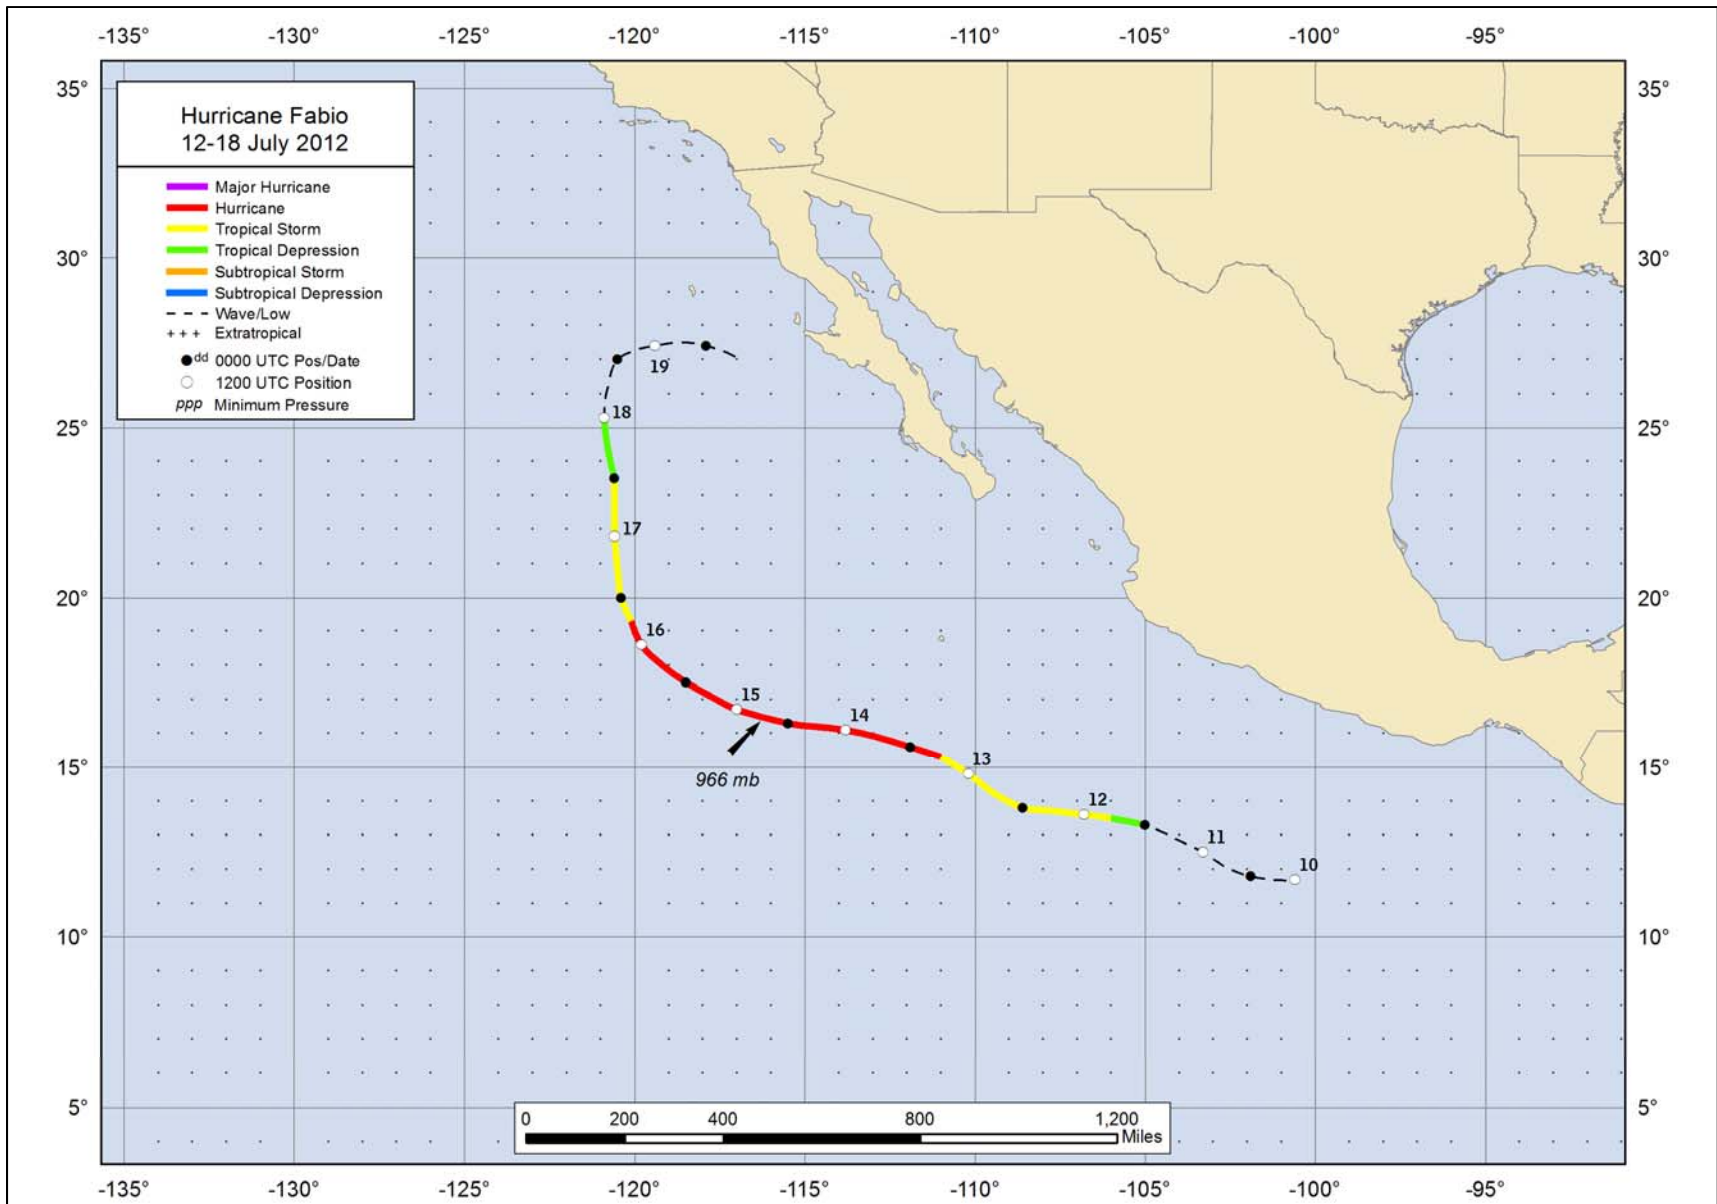 -135° -130° -125° -120° -115° -110° -105° -100° -95°
35° 35°
Hurricane Fabio
12-18 July 2012
Major Hurricane
Hurricane
Tropical Storm
Tropical Depression
Subtropical Storm
Subtropical Depression
Wave/Low
+++ Extratropical
dd 0000 UTC Pos/Date
1200 UTC Position
ppp Minimum Pressure
30° 30°
19
18
25° 25°
17
20° 20°
16
15
14
13
966 mb
15° 15°
12
11
10
10° 10°
5° 5°
0 200 400 800 1,200
Miles
-135° -130° -125° -120° -115° -110° -105° -100° -95°